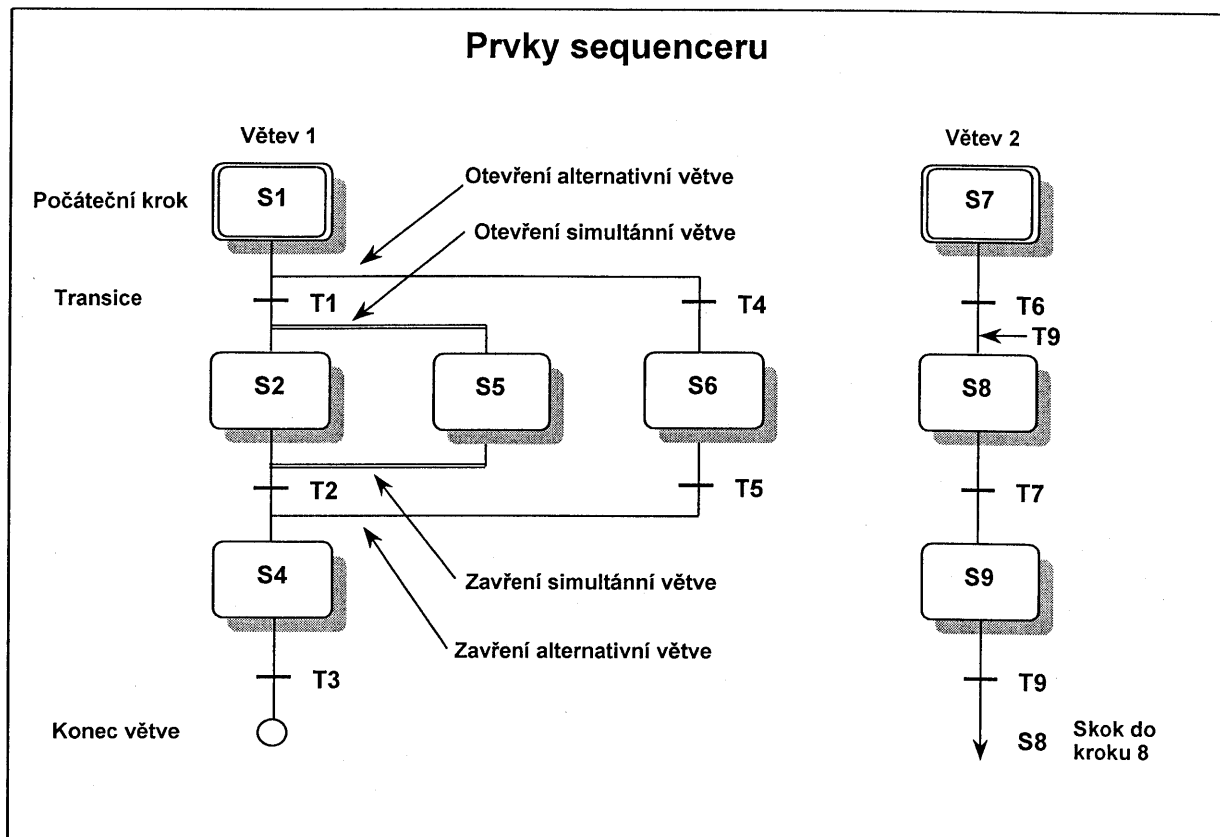 Prvky sequenceru
Větev 1
Větev 2
Otevření alternativní větve
Počáteční krok
S1
S7
Otevření simultánní větve
Transice
T1
T4
T6
T9
S2
S5
S6
S8
T2
T5
T7
S4
Zavření simultánní větve
S9
Zavření alternativní větve
T3
T9
Konec větve
S8
Skok do
kroku 8